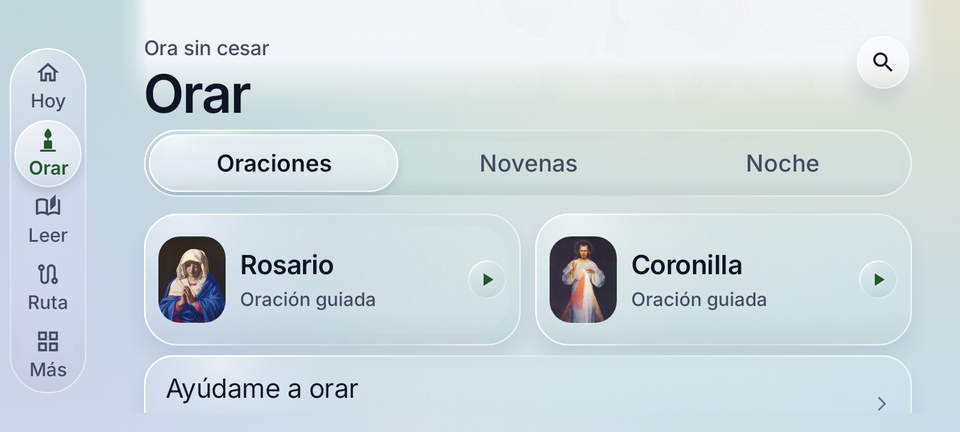 Ora sin cesar
Orar
Hoy
Orar
Leer
Ruta
Más
Oraciones
Novenas
Noche
Rosario
Oración guiada
Coronilla
Oración guiada
Ayúdame a orar